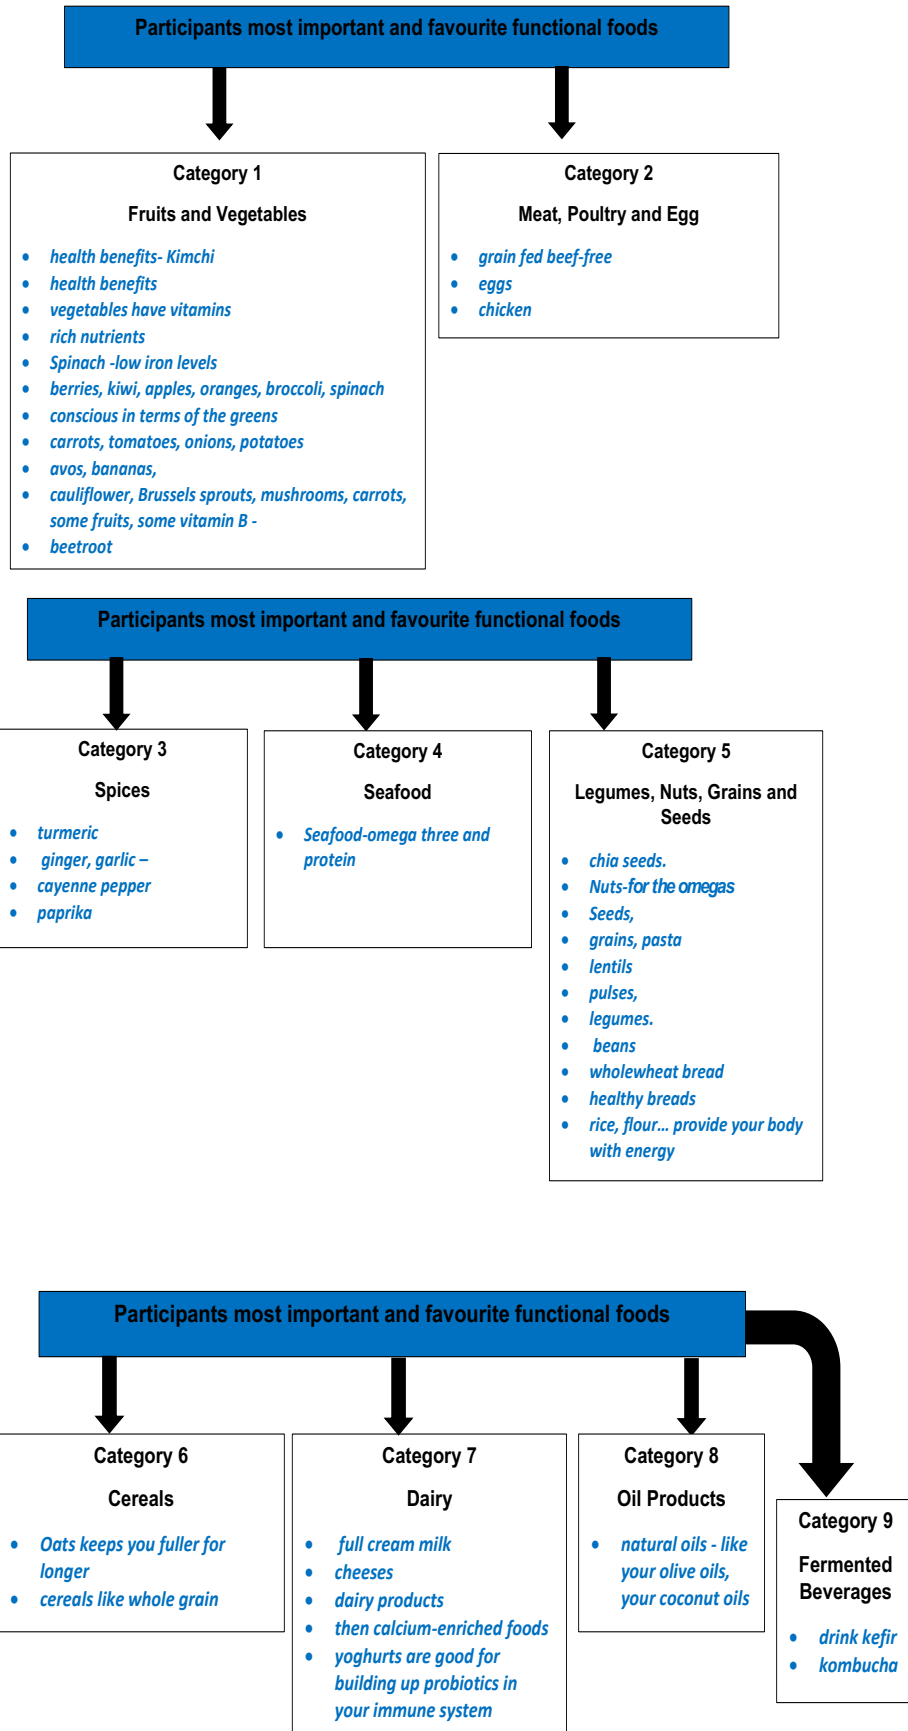 Participants most important and favourite functional foods
Category 1
Fruits and Vegetables
• health benefits- Kimchi
• health benefits
• vegetables have vitamins
• rich nutrients
• Spinach -low iron levels
• berries, kiwi, apples, oranges, broccoli, spinach
• conscious in terms of the greens
• carrots, tomatoes, onions, potatoes
• avos, bananas,
• cauliflower, Brussels sprouts, mushrooms, carrots,
some fruits, some vitamin B -
• beetroot
Category 2
Meat, Poultry and Egg
• grain fed beef-free
• eggs
• chicken
Participants most important and favourite functional foods
Category 3
Spices
• turmeric
• ginger, garlic –
• cayenne pepper
• paprika
Category 4
Seafood
• Seafood-omega three and
protein
Category 5
Legumes, Nuts, Grains and
Seeds
• chia seeds.
• Nuts-for the omegas
• Seeds,
• grains, pasta
• lentils
• pulses,
• legumes.
• beans
• wholewheat bread
• healthy breads
• rice, flour... provide your body
with energy
Participants most important and favourite functional foods
Category 6
Cereals
• Oats keeps you fuller for
longer
• cereals like whole grain
Category 7
Dairy
• full cream milk
• cheeses
• dairy products
• then calcium-enriched foods
• yoghurts are good for
building up probiotics in
your immune system
Category 8
Oil Products
• natural oils - like
your olive oils,
your coconut oils
Category 9
Fermented
Beverages
• drink kefir
• kombucha